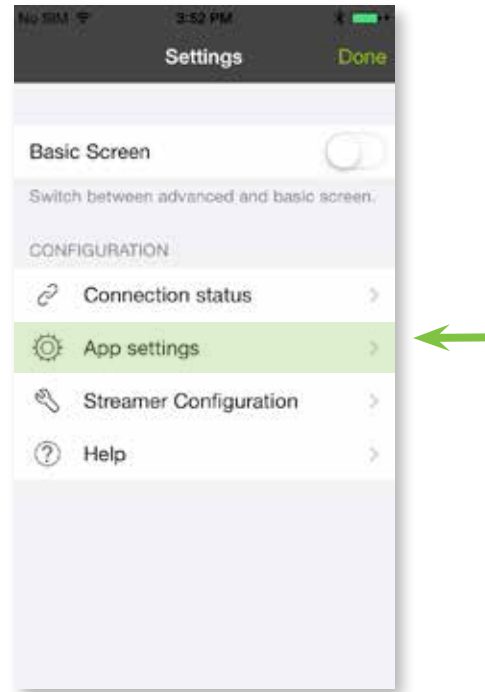 No SIM 3:52 PM
Settings Done
Basic Screen
Switch between advanced and basic screen.
CONFIGURATION
Connection status
App settings
Streamer Configuration
Help